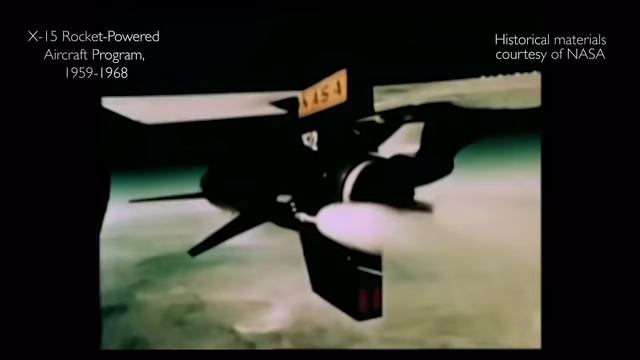 X-15 Rocket-Powered
Aircraft Program,
1959-1968
Historical materials
courtesy of NASA
NASA